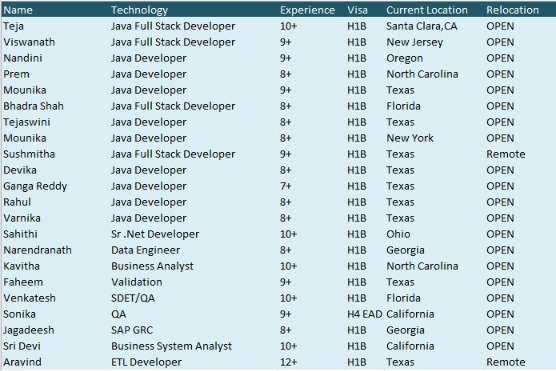 Name Technology Experience Visa Current Location Relocation
Teja Java Full Stack Developer 10+ H1B Santa Clara,CA OPEN
Viswanath Java Full Stack Developer 9+ H1B New Jersey OPEN
Nandini Java Developer 9+ H1B Oregon OPEN
Prem Java Developer 8+ H1B North Carolina OPEN
Mounika Java Developer 9+ H1B Texas OPEN
Bhadra Shah Java Full Stack Developer 8+ H1B Florida OPEN
Tejaswini Java Developer 8+ H1B Texas OPEN
Mounika Java Developer 8+ H1B New York OPEN
Sushmitha Java Full Stack Developer 9+ H1B Texas Remote
Devika Java Developer 8+ H1B Texas OPEN
Ganga Reddy Java Developer 7+ H1B Texas OPEN
Rahul Java Developer 8+ H1B Texas OPEN
Varnika Java Developer 8+ H1B Texas OPEN
Sahithi Sr .Net Developer 10+ H1B Ohio OPEN
Narendranath Data Engineer 8+ H1B Georgia OPEN
Kavitha Business Analyst 10+ H1B North Carolina OPEN
Faheem Validation 9+ H1B Texas OPEN
Venkatesh SDET/QA 10+ H1B Florida OPEN
Sonika QA 9+ H4 EAD California OPEN
Jagadeesh SAP GRC 8+ H1B Georgia OPEN
Sri Devi Business System Analyst 10+ H1B California OPEN
Aravind ETL Developer 12+ H1B Texas Remote